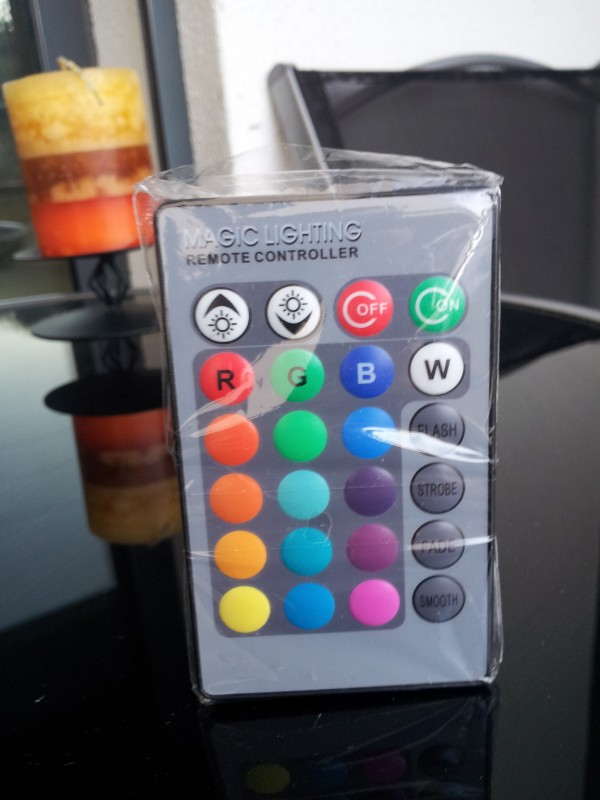 MAGIC LIGHTING
REMOTE CONTROLLER
OFF ON
R G B W
FLASH
STROBE
FADE
SMOOTH